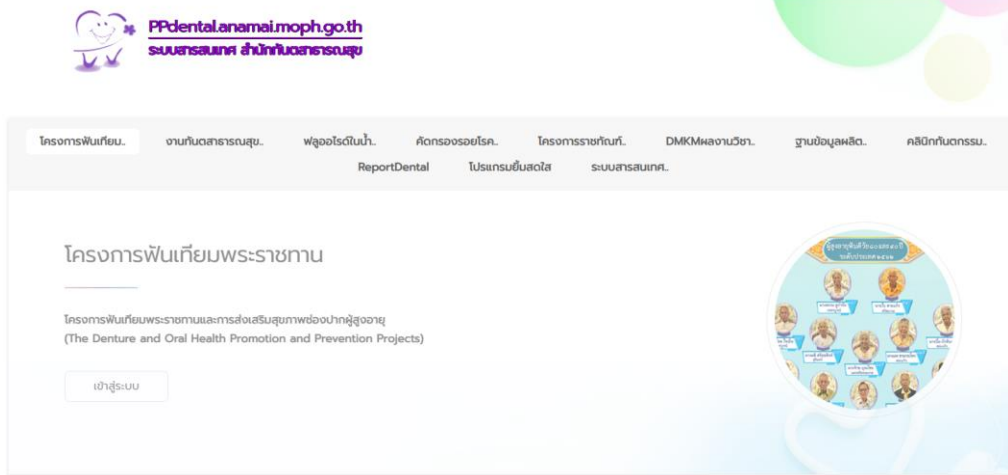 PPdental.anamai.moph.go.th
ระบบสารสนเทศ สำนักทันตสาธารณสุข
โครงการฟันเทียม..
งานทันตสาธารณสุข..
ฟลูออไรด์ในน้ำ..
คัดกรองรอยโรค..
โครงการราชทัณฑ์..
DMKMผลงานวิชา..
ฐานข้อมูลผลิต..
คลินิกทันตกรรม..
ReportDental
โปรแกรมยิ้มสดใส
ระบบสารสนเทศ..
โครงการฟันเทียมพระราชทาน
โครงการฟันเทียมพระราชทานและการส่งเสริมสุขภาพช่องปากผู้สูงอายุ
(The Denture and Oral Health Promotion and Prevention Projects)
เข้าสู่ระบบ